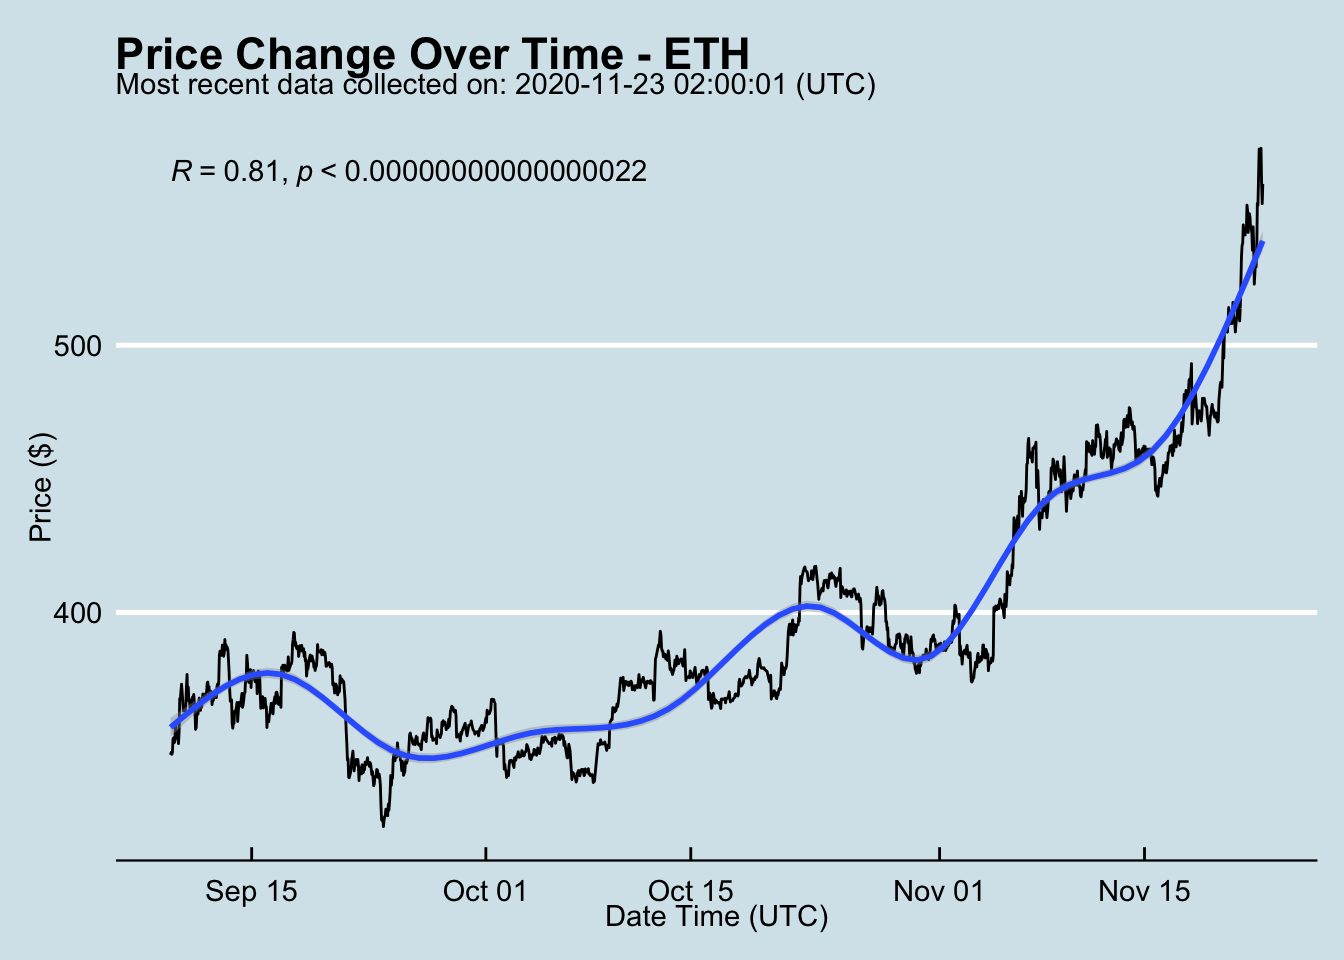 Price Change Over Time - ETH
Most recent data collected on: 2020-11-23 02:00:01 (UTC)
R = 0.81, p < 0.00000000000000022
500
400
Price ($)
Sep 15 Oct 01 Oct 15 Nov 01 Nov 15
Date Time (UTC)